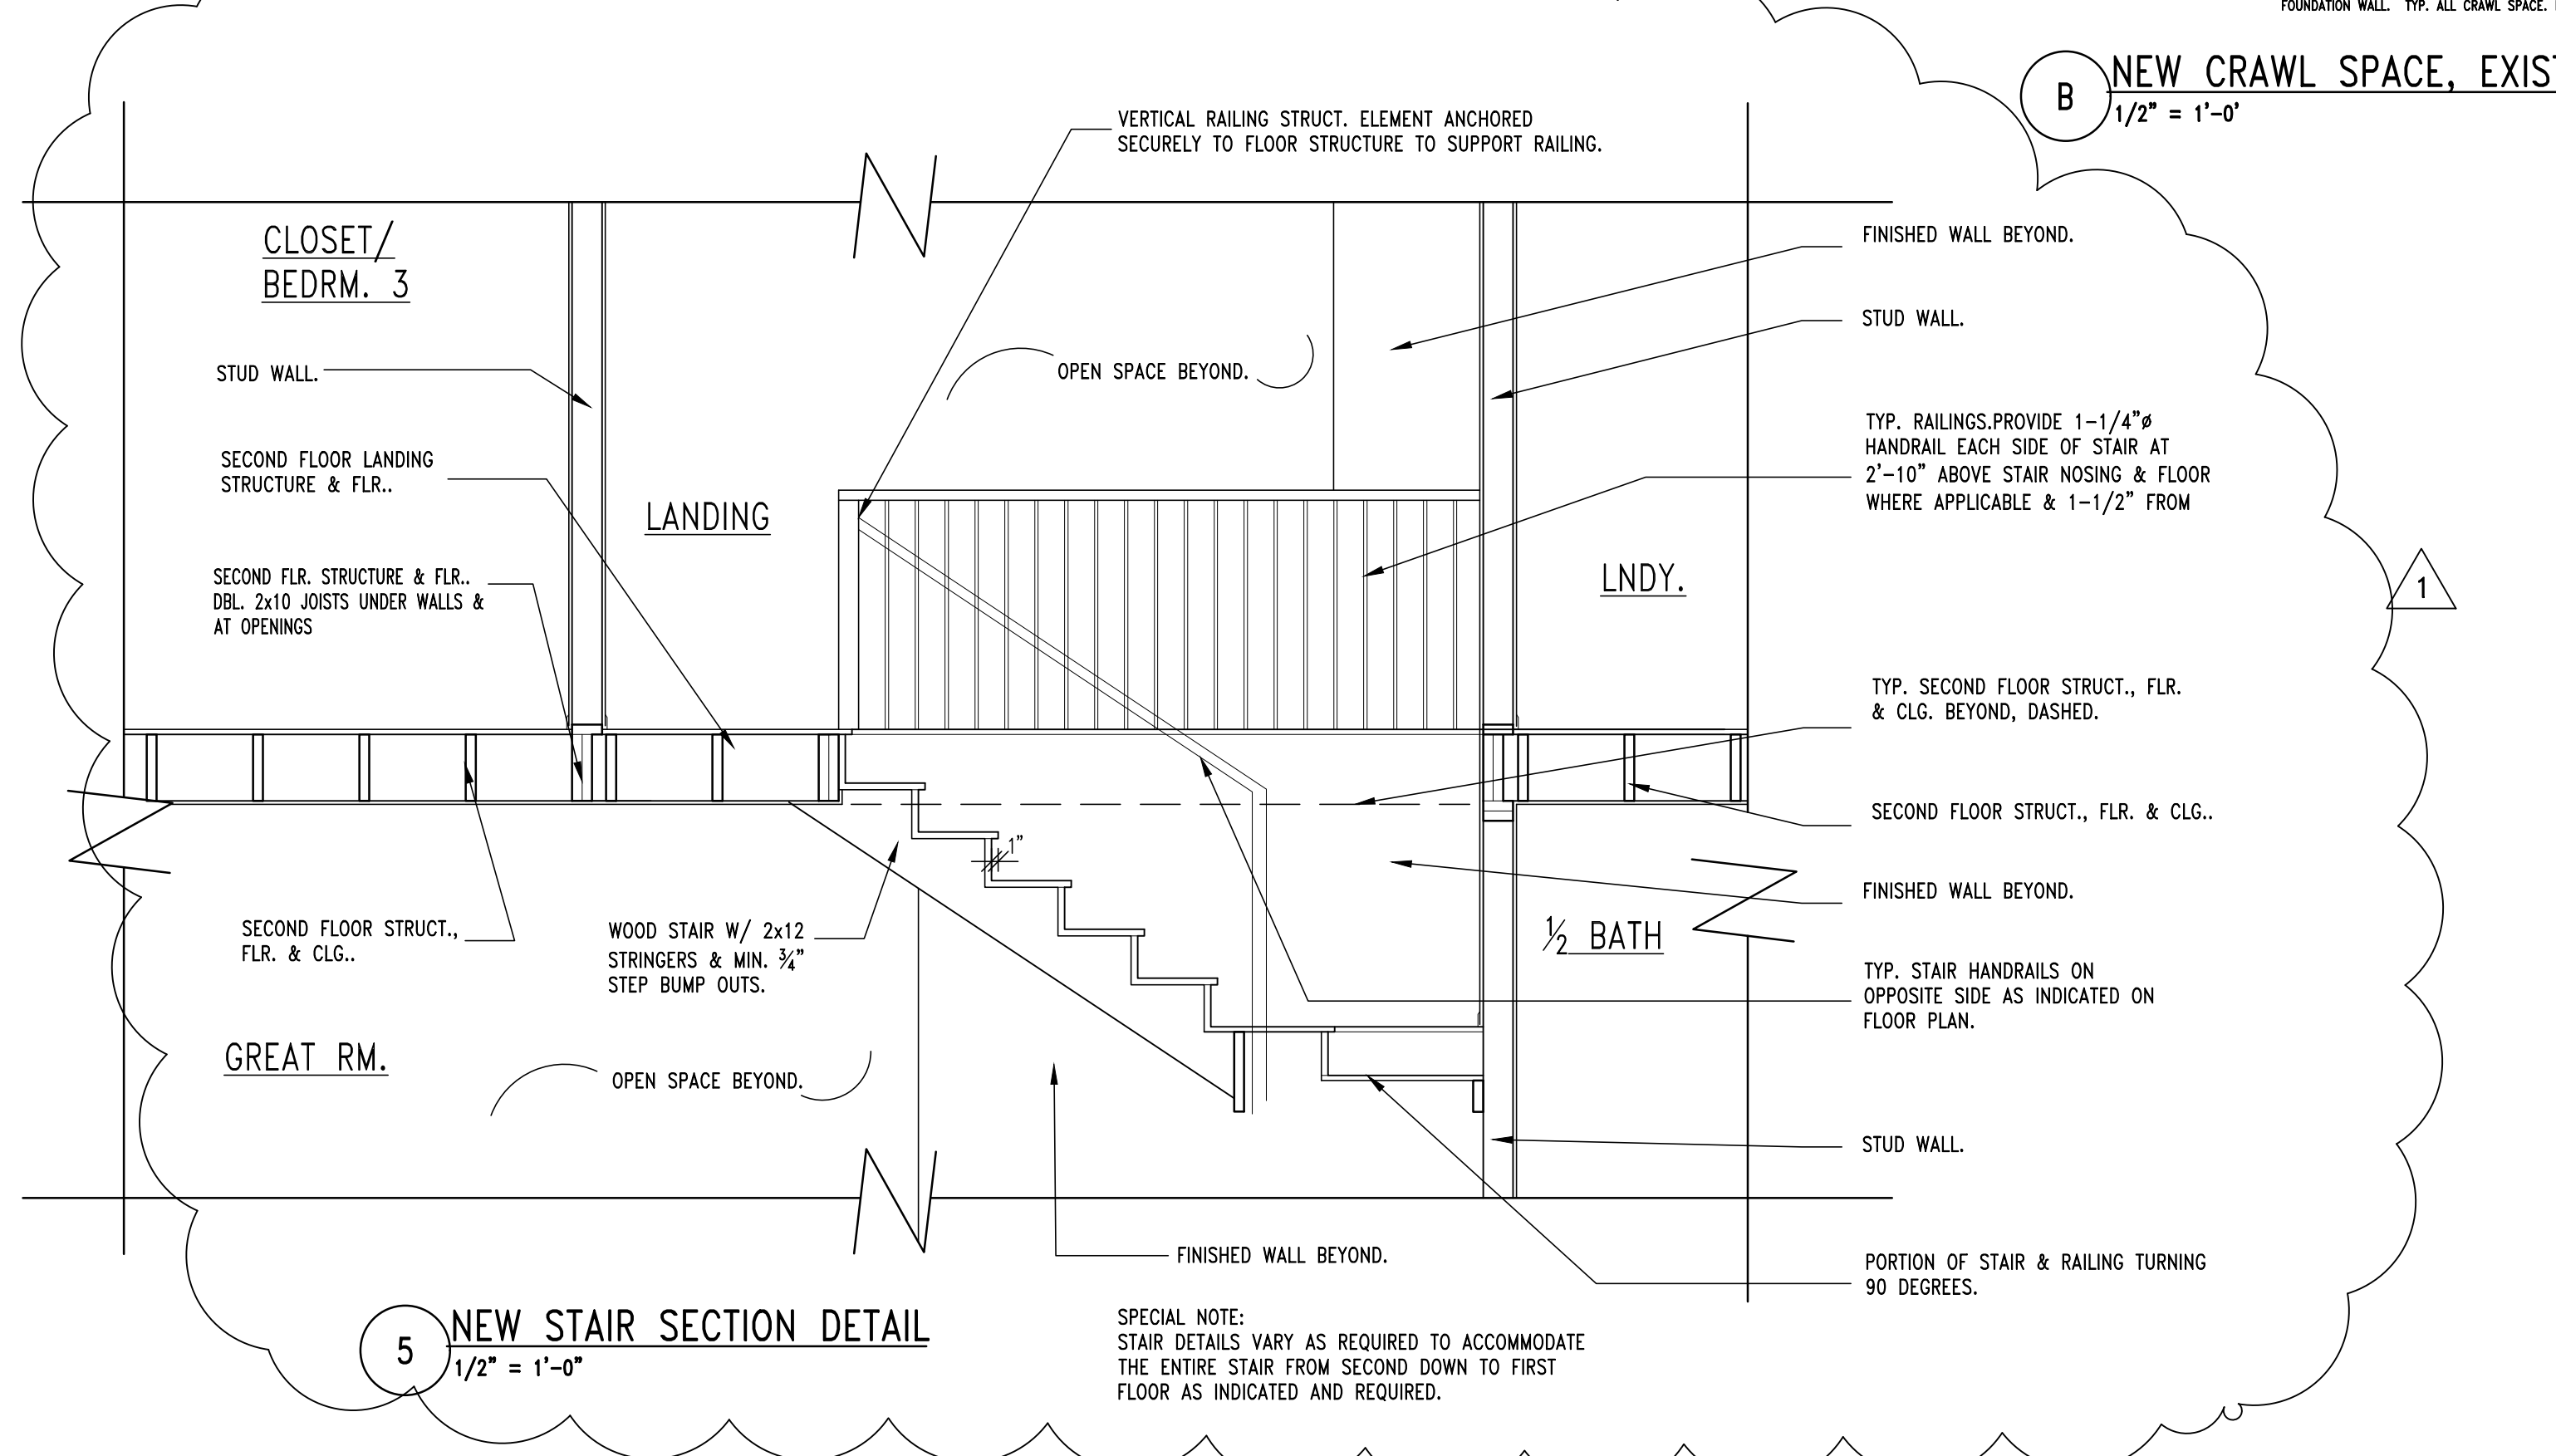 FOUNDATION WALL. TYP. ALL CRAWL SPACE.
B
NEW CRAWL SPACE,
1/2" = 1'-0'
VERTICAL RAILING STRUCT. ELEMENT ANCHORED
SECURELY TO FLOOR STRUCTURE TO SUPPORT RAILING.
CLOSET/
BEDRM. 3
FINISHED WALL BEYOND.
STUD WALL.
STUD WALL.
OPEN SPACE BEYOND.
TYP. RAILINGS.PROVIDE 1-1/4"ø
HANDRAIL EACH SIDE OF STAIR AT
2'-10" ABOVE STAIR NOSING & FLOOR
WHERE APPLICABLE & 1-1/2" FROM
SECOND FLOOR LANDING
STRUCTURE & FLR..
LANDING
SECOND FLR. STRUCTURE & FLR..
DBL. 2x10 JOISTS UNDER WALLS &
AT OPENINGS
LNDY.
1
TYP. SECOND FLOOR STRUCT., FLR.
& CLG. BEYOND, DASHED.
SECOND FLOOR STRUCT., FLR. & CLG..
1"
FINISHED WALL BEYOND.
SECOND FLOOR STRUCT.,
FLR. & CLG..
WOOD STAIR W/ 2x12
STRINGERS & MIN. ¾"
STEP BUMP OUTS.
½ BATH
TYP. STAIR HANDRAILS ON
OPPOSITE SIDE AS INDICATED ON
FLOOR PLAN.
GREAT RM.
OPEN SPACE BEYOND.
STUD WALL.
FINISHED WALL BEYOND.
PORTION OF STAIR & RAILING TURNING
90 DEGREES.
5
NEW STAIR SECTION DETAIL
1/2" = 1'-0"
SPECIAL NOTE:
STAIR DETAILS VARY AS REQUIRED TO ACCOMMODATE
THE ENTIRE STAIR FROM SECOND DOWN TO FIRST
FLOOR AS INDICATED AND REQUIRED.